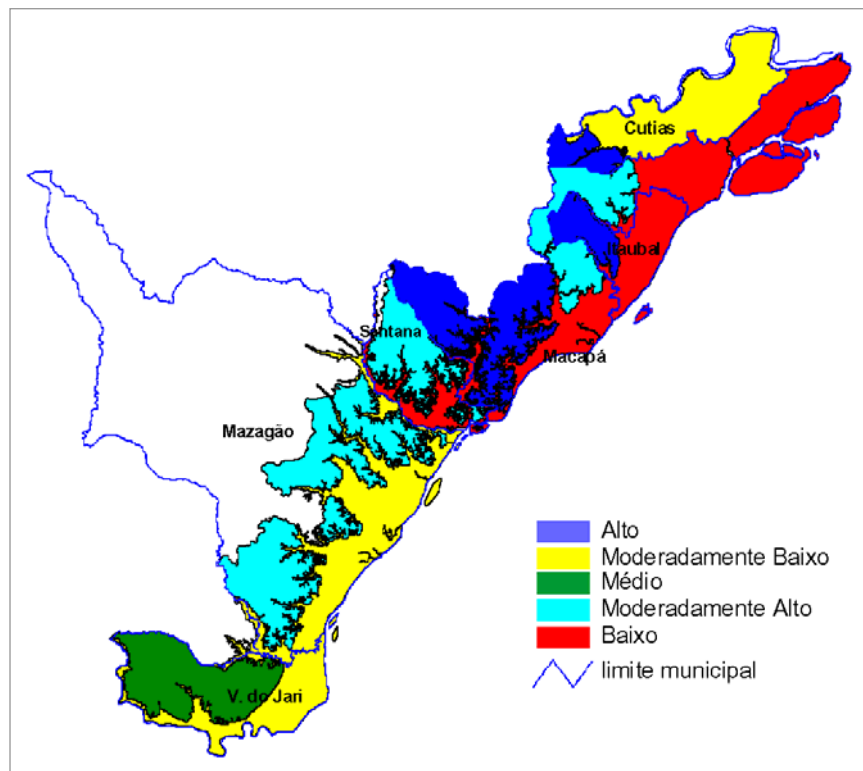 Cutias
Itaubal
Santana
Macapá
Mazagão
V. do Jari
Alto
Moderadamente Baixo
Médio
Moderadamente Alto
Baixo
limite municipal